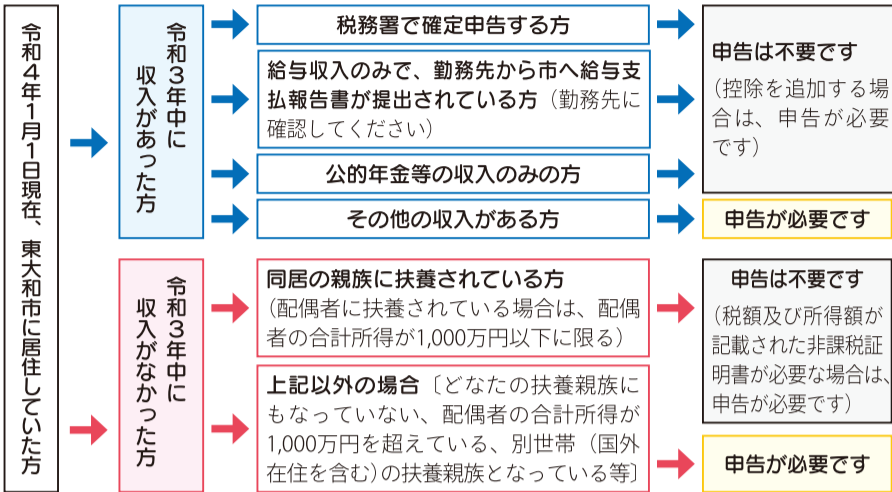 令和４年１月１日現在、東大和市に居住していた方
令和３年中に
収入があった方
税務署で確定申告する方
給与収入のみで、勤務先から市へ給与支
払報告書が提出されている方（勤務先に
確認してください）
公的年金等の収入のみの方
その他の収入がある方
申告は不要です
（控除を追加する場
合は、申告が必要
です）
申告が必要です
令和３年中に
収入がなかった方
同居の親族に扶養されている方
（配偶者に扶養されている場合は、配偶
者の合計所得が1,000万円以下に限る）
上記以外の場合〔どなたの扶養親族に
もなっていない、配偶者の合計所得が
1,000万円を超えている、別世帯（国外
在住を含む）の扶養親族となっている等〕
申告は不要です
（税額及び所得額が
記載された非課税証
明書が必要な場合は、
申告が必要です）
申告が必要です